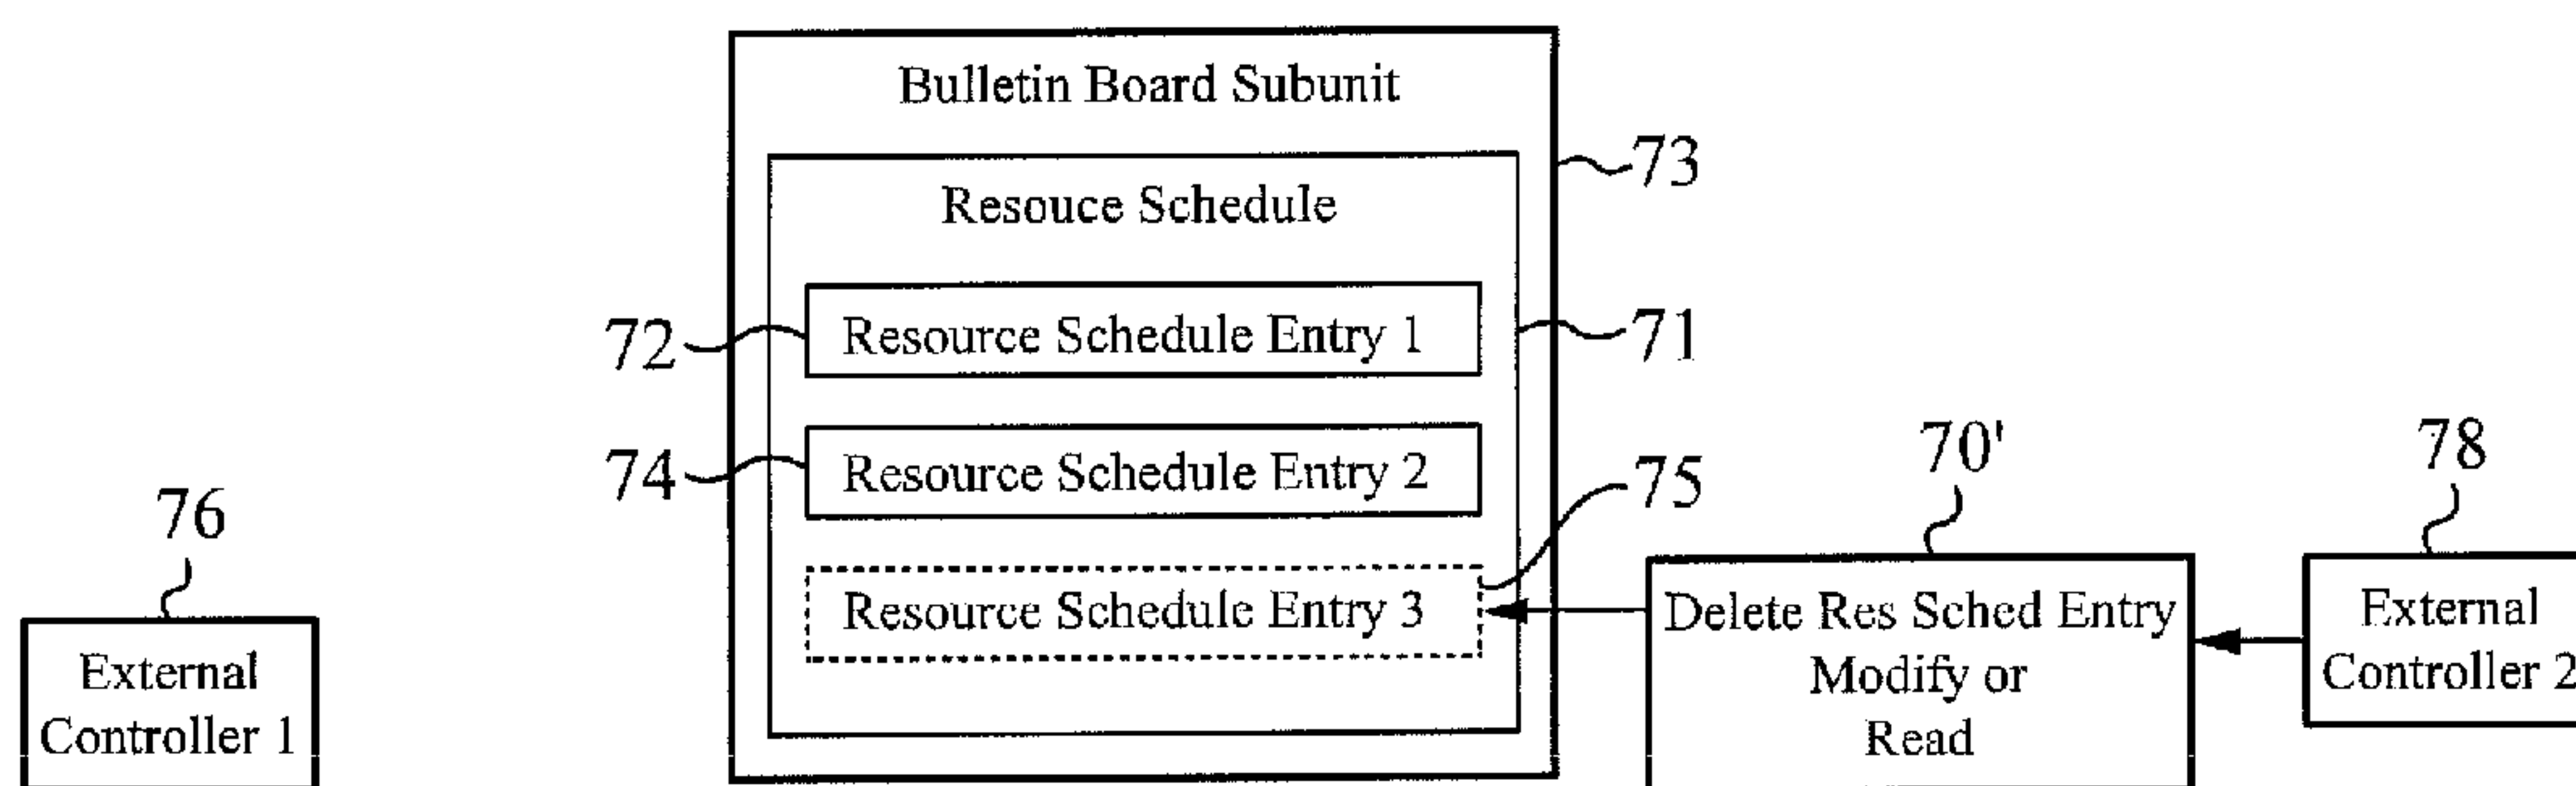 Bulletin Board Subunit
73
Resouce Schedule
72
Resource Schedule Entry 1
71
74
Resource Schedule Entry 2
75
70'
78
76
Resource Schedule Entry 3
Delete Res Sched Entry
Modify or
Read
External
Controller 2
External
Controller 1